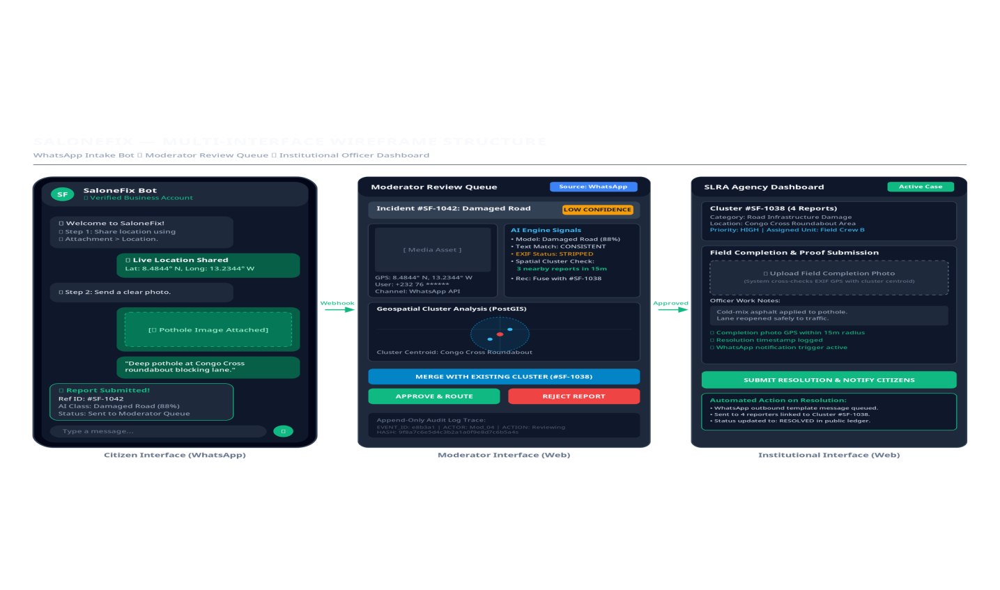 SALONEFIX — MULTI-INTERFACE WIREFRAME STRUCTURE
WhatsApp Intake Bot ▯ Moderator Review Queue ▯ Institutional Officer Dashboard
SF
SaloneFix Bot
▯ Verified Business Account
▯ Welcome to SaloneFix!
▯ Step 1: Share location using
▯ Attachment > Location.
▯ Live Location Shared
Lat: 8.4844° N, Long: 13.2344° W
▯ Step 2: Send a clear photo.
[▯ Pothole Image Attached]
"Deep pothole at Congo Cross
roundabout blocking lane."
▯ Report Submitted!
Ref ID: #SF-1042
AI Class: Damaged Road (88%)
Status: Sent to Moderator Queue
Type a message...
▯
Citizen Interface (WhatsApp)
Webhook
Moderator Review Queue
Source: WhatsApp
Incident #SF-1042: Damaged Road
LOW CONFIDENCE
[ Media Asset ]
GPS: 8.4844° N, 13.2344° W
User: +232 76 ******
Channel: WhatsApp API
AI Engine Signals
• Model: Damaged Road (88%)
• Text Match: CONSISTENT
• EXIF Status: STRIPPED
• Spatial Cluster Check:
3 nearby reports in 15m
• Rec: Fuse with #SF-1038
Geospatial Cluster Analysis (PostGIS)
Cluster Centroid: Congo Cross Roundabout
MERGE WITH EXISTING CLUSTER (#SF-1038)
APPROVE & ROUTE
REJECT REPORT
Append-Only Audit Log Trace:
EVENT_ID: e8b3a1 | ACTOR: Mod_04 | ACTION: Reviewing
HASH: 9f8a7c6e5d4c3b2a1a0f9e8d7c6b5a4s
Moderator Interface (Web)
Approved
SLRA Agency Dashboard
Active Case
Cluster #SF-1038 (4 Reports)
Category: Road Infrastructure Damage
Location: Congo Cross Roundabout Area
Priority: HIGH | Assigned Unit: Field Crew B
Field Completion & Proof Submission
▯ Upload Field Completion Photo
(System cross-checks EXIF GPS with cluster centroid)
Officer Work Notes:
Cold-mix asphalt applied to pothole.
Lane reopened safely to traffic.
▯ Completion photo GPS within 15m radius
▯ Resolution timestamp logged
▯ WhatsApp notification trigger active
SUBMIT RESOLUTION & NOTIFY CITIZENS
Automated Action on Resolution:
• WhatsApp outbound template message queued.
• Sent to 4 reporters linked to Cluster #SF-1038.
• Status updated to: RESOLVED in public ledger.
Institutional Interface (Web)